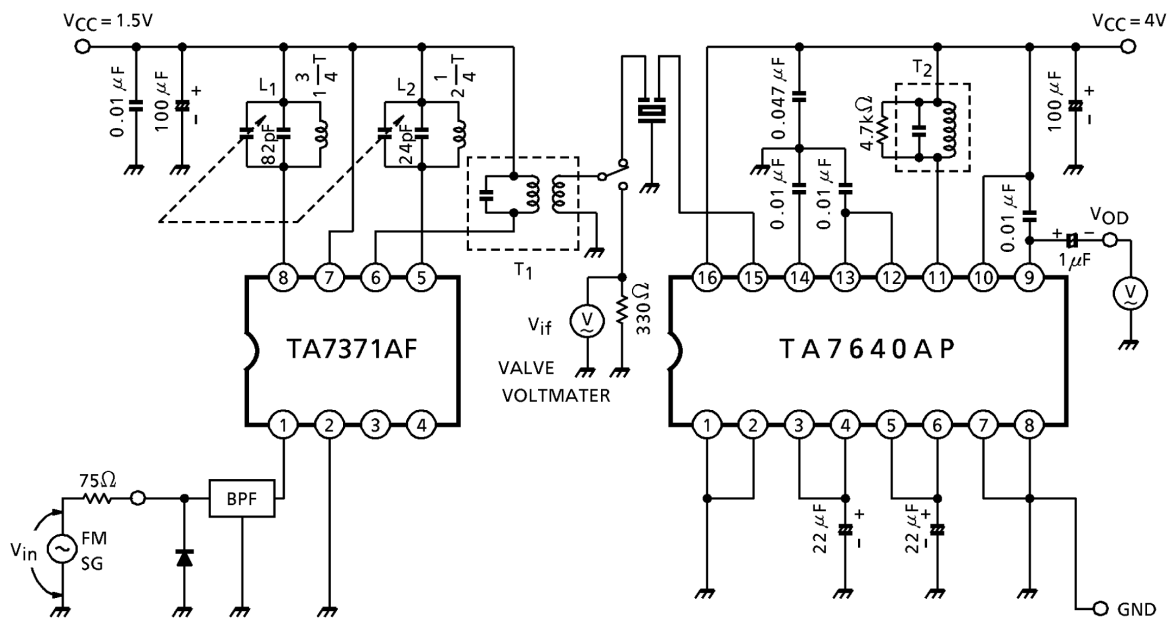 VCC = 1.5V
VCC = 4V
0.01 μF
100 μF
+
-
L1
1 3/4 T
82pF
L2
2 1/4 T
24pF
T1
0.047 μF
0.01 μF
0.01 μF
4.7kΩ
T2
100 μF
+
-
0.01 μF
VOD
+
-
1μF
V
~
8
7
6
5
TA7371AF
1
2
3
4
Vif
V
~
330Ω
VALVE
VOLTMATER
16
15
14
13
12
11
10
9
TA7640AP
1
2
3
4
5
6
7
8
75Ω
BPF
Vin
~
FM
SG
22 μF
+
-
22 μF
+
-
GND